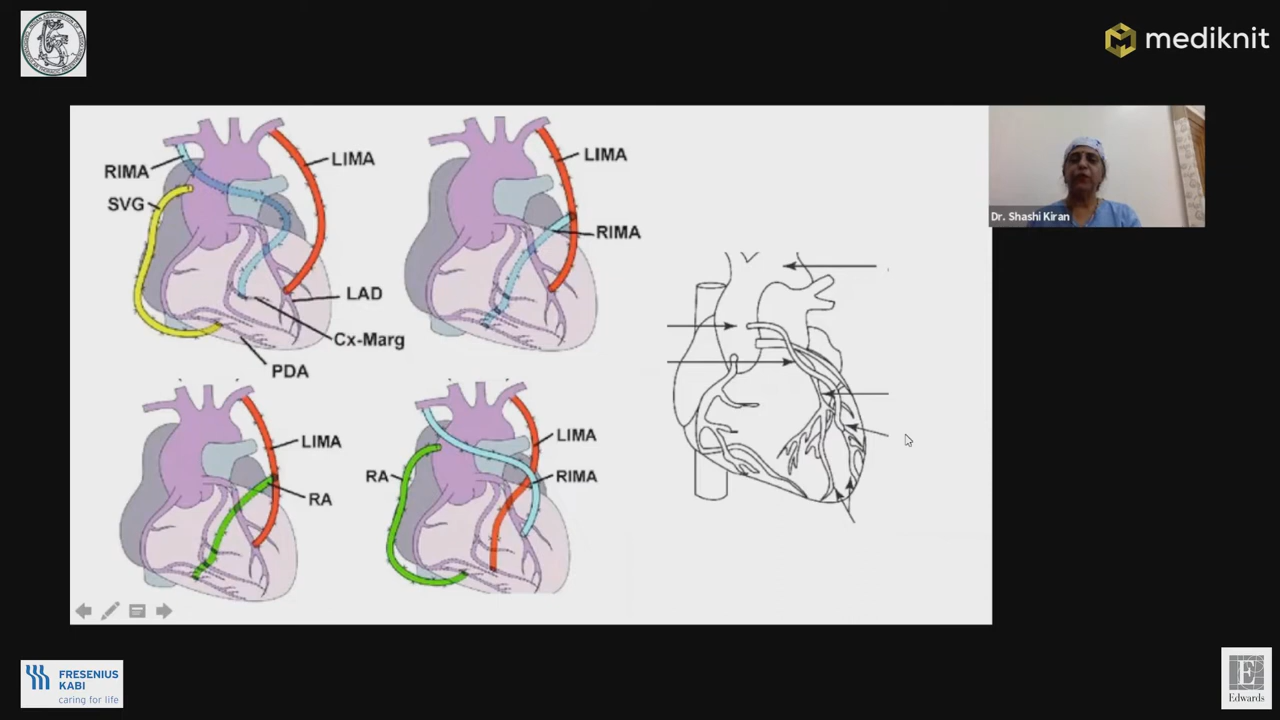 mediknit
RIMA
LIMA
SVG
LAD
Cx-Marg
PDA
LIMA
RIMA
LIMA
RA
LIMA
RA
RIMA
Dr. Shashi Kiran
FRESENIUS
KABI
caring for life
Edwards